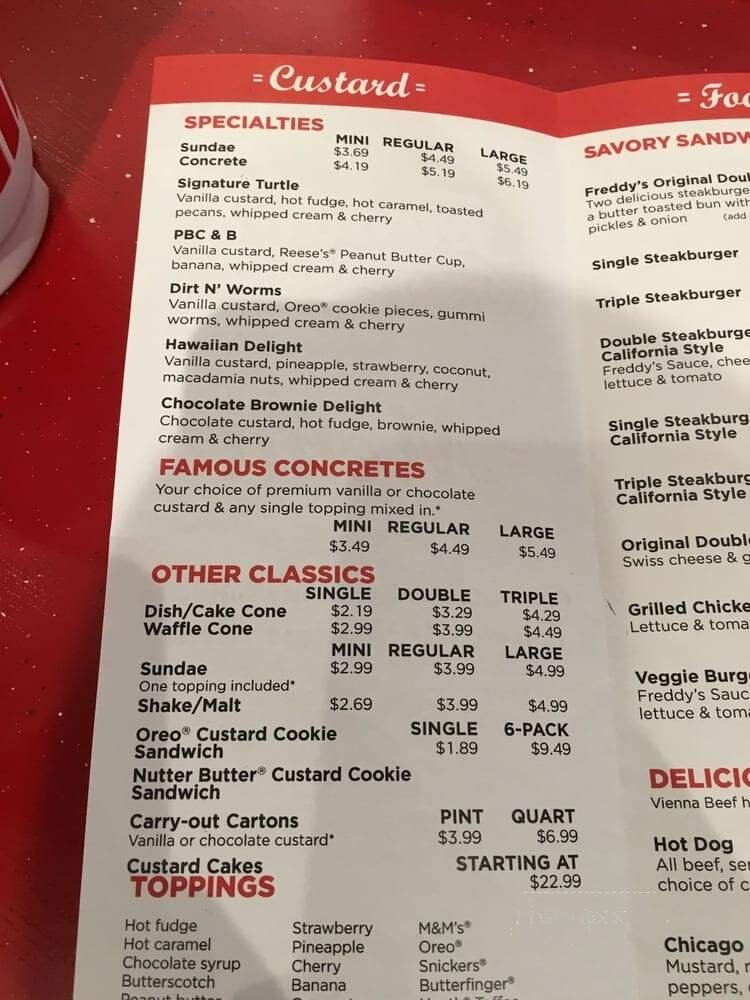 = Custard =
SPECIALTIES
MINI REGULAR LARGE
Sundae $3.69 $4.49 $5.49
Concrete $4.19 $5.19 $6.19
Signature Turtle
Vanilla custard, hot fudge, hot caramel, toasted
pecans, whipped cream & cherry
PBC & B
Vanilla custard, Reese's® Peanut Butter Cup,
banana, whipped cream & cherry
Dirt N' Worms
Vanilla custard, Oreo® cookie pieces, gummi
worms, whipped cream & cherry
Hawaiian Delight
Vanilla custard, pineapple, strawberry, coconut,
macadamia nuts, whipped cream & cherry
Chocolate Brownie Delight
Chocolate custard, hot fudge, brownie, whipped
cream & cherry
FAMOUS CONCRETES
Your choice of premium vanilla or chocolate
custard & any single topping mixed in.*
MINI REGULAR LARGE
$3.49 $4.49 $5.49
OTHER CLASSICS
SINGLE DOUBLE TRIPLE
Dish/Cake Cone $2.19 $3.29 $4.29
Waffle Cone $2.99 $3.99 $4.49
MINI REGULAR LARGE
Sundae $2.99 $3.99 $4.99
One topping included*
Shake/Malt $2.69 $3.99 $4.99
SINGLE 6-PACK
Oreo® Custard Cookie
Sandwich $1.89 $9.49
Nutter Butter® Custard Cookie
Sandwich
PINT QUART
Carry-out Cartons
Vanilla or chocolate custard* $3.99 $6.99
Custard Cakes STARTING AT
$22.99
TOPPINGS
Hot fudge Strawberry M&M's®
Hot caramel Pineapple Oreo®
Chocolate syrup Cherry Snickers®
Butterscotch Banana Butterfinger®
Peanut butter
= Foo
SAVORY SANDW
Freddy's Original Doub
Two delicious steakburge
a butter toasted bun with
pickles & onion (add
Single Steakburger
Triple Steakburger
Double Steakburge
California Style
Freddy's Sauce, chee
lettuce & tomato
Single Steakburg
California Style
Triple Steakburg
California Style
Original Double
Swiss cheese & g
Grilled Chicke
Lettuce & toma
Veggie Burg
Freddy's Sauc
lettuce & toma
DELICIO
Vienna Beef h
Hot Dog
All beef, se
choice of c
Chicago
Mustard, r
peppers,